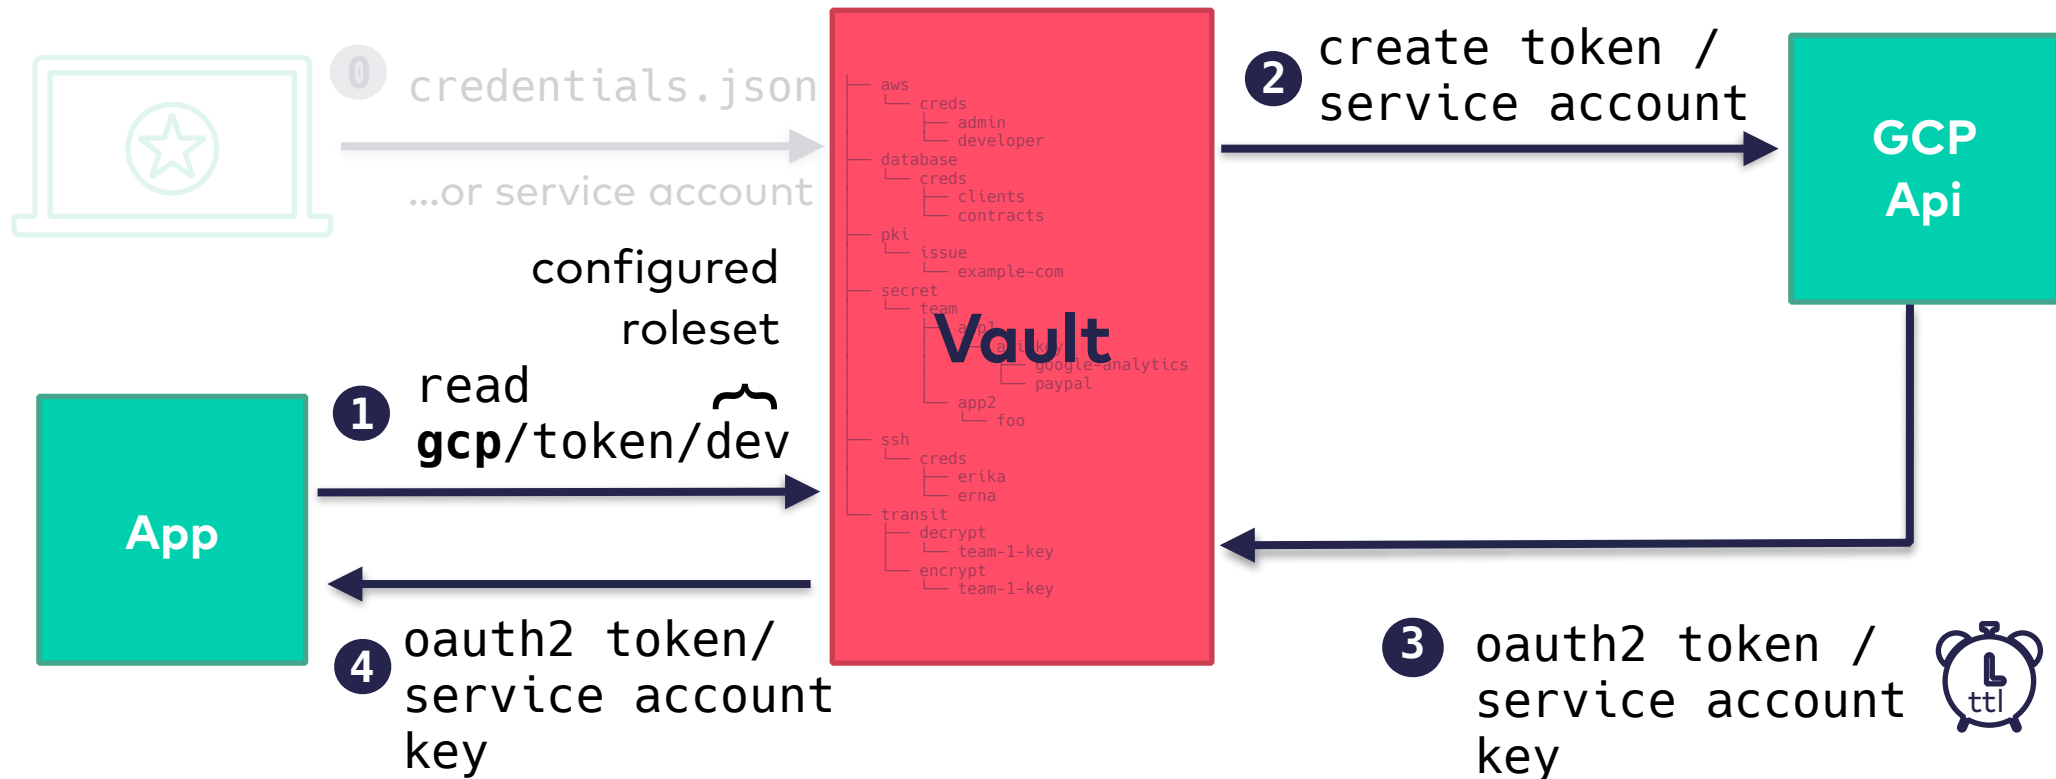 0
credentials.json
...or service account
configured
roleset
1
read
gcp/token/dev
App
4
oauth2 token/
service account
key
aws
creds
admin
developer
database
creds
clients
contracts
pki
issue
example-com
secret
team
app1
Vault
google-analytics
paypal
app2
foo
ssh
creds
erika
erna
transit
decrypt
team-1-key
encrypt
team-1-key
2
create token /
service account
GCP
Api
3
oauth2 token /
service account
key
ttl